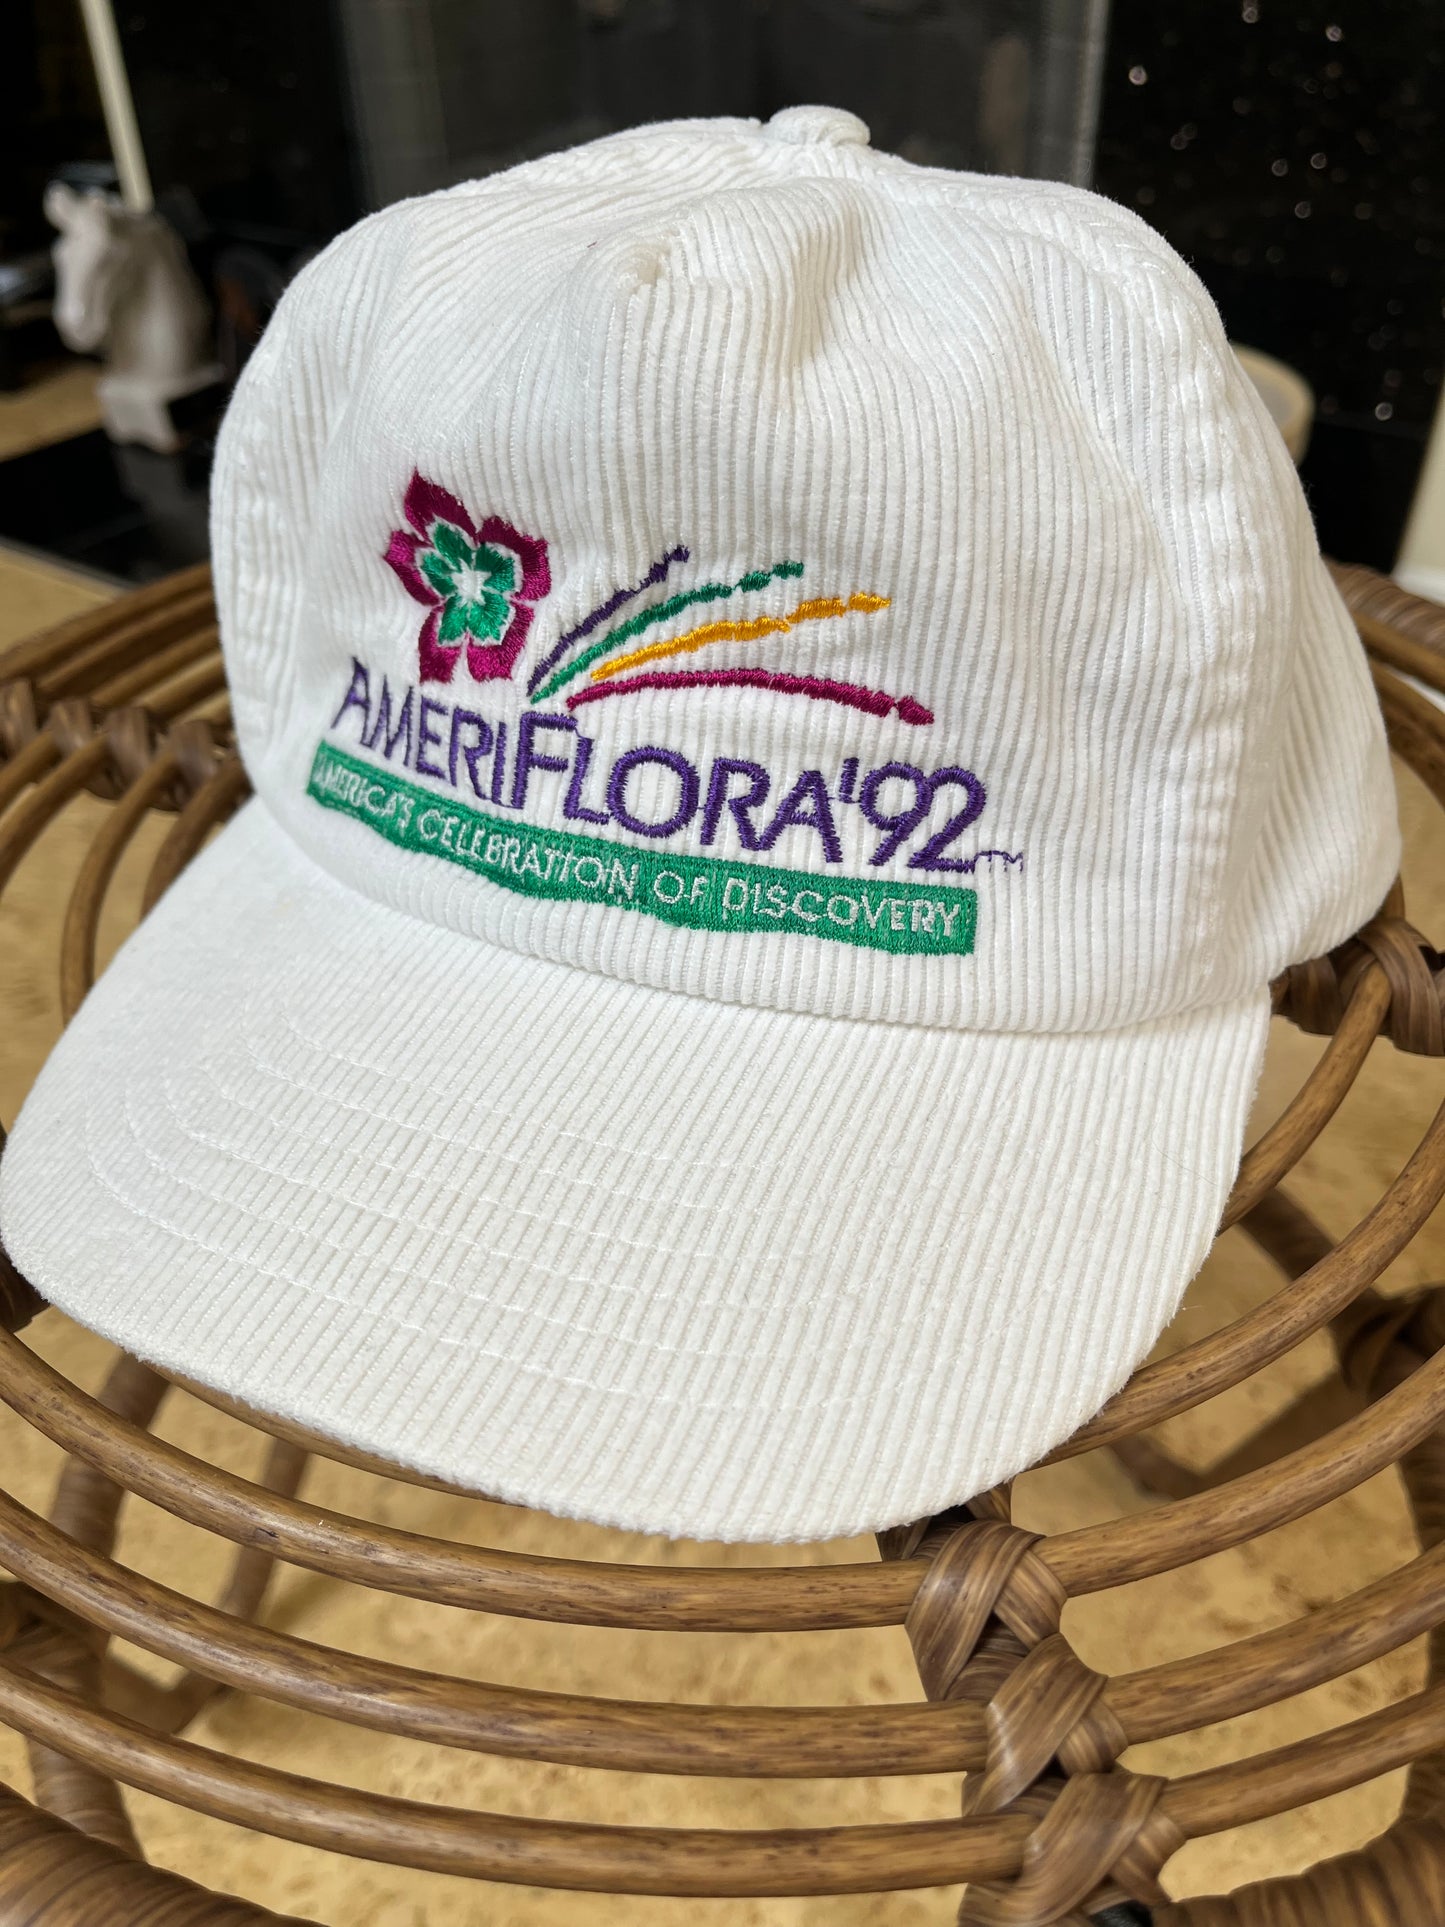 AMERIFLORA'92™
AMERICA'S CELEBRATION OF DISCOVERY